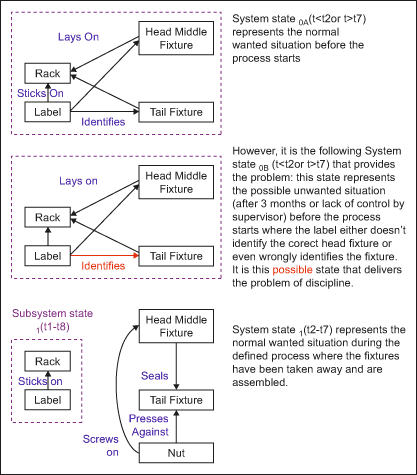 Lays On
Head Middle
Fixture
Rack
Sticks On
Label
Identifies
Tail Fixture
System state 0A(t<t2or t>t7)
represents the normal
wanted situation before the
process starts
Lays on
Head Middle
Fixture
Rack
Label
Identifies
Tail Fixture
However, it is the following System
state 0B (t<t2or t>t7) that provides
the problem: this state represents
the possible unwanted situation
(after 3 months or lack of control by
supervisor) before the process
starts where the label either doesn't
identify the corect head fixture or
even wrongly identifies the fixture.
It is this possible state that delivers
the problem of discipline.
Subsystem state
1(t1-t8)
Rack
Sticks on
Label
Head Middle
Fixture
Seals
Tail Fixture
Presses
Against
Screws
on
Nut
System state 1(t2-t7) represents the
normal wanted situation during the
defined process where the fixtures
have been taken away and are
assembled.